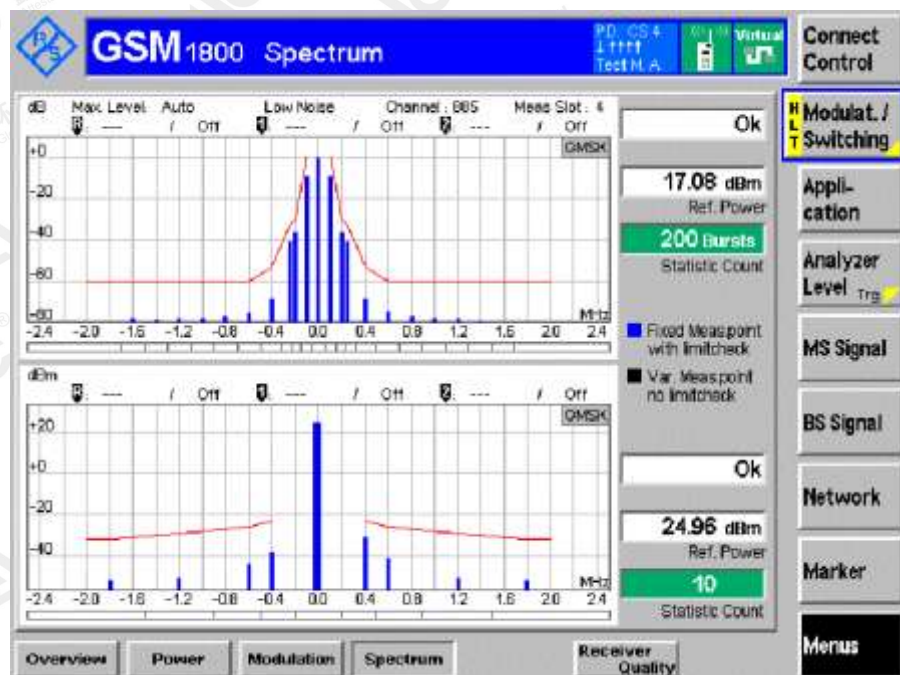 GSM 1800 Spectrum
P.D. CS4
Test M. A.
Virtual
Connect Control
dB Max. Level: Auto Low Noise Channel: 885 Meas Slot: 4
--- / Off --- / Off --- / Off
GMSK
+0
-20
-40
-60
-80
MHz
-2.4 -2.0 -1.6 -1.2 -0.8 -0.4 0.0 0.4 0.8 1.2 1.6 2.0 2.4
Ok
17.08 dBm
Ref. Power
200 Bursts
Statistic Count
Fixed Meas.point
with limitcheck
Var. Meas.point
no limitcheck
dBm
--- / Off --- / Off --- / Off
GMSK
+20
+0
-20
-40
MHz
-2.4 -2.0 -1.6 -1.2 -0.8 -0.4 0.0 0.4 0.8 1.2 1.6 2.0 2.4
Ok
24.96 dBm
Ref. Power
10
Statistic Count
HLT
Modulat./
Switching
Appli-
cation
Analyzer
Level Trg
MS Signal
BS Signal
Network
Marker
Menus
Overview Power Modulation Spectrum Receiver
Quality